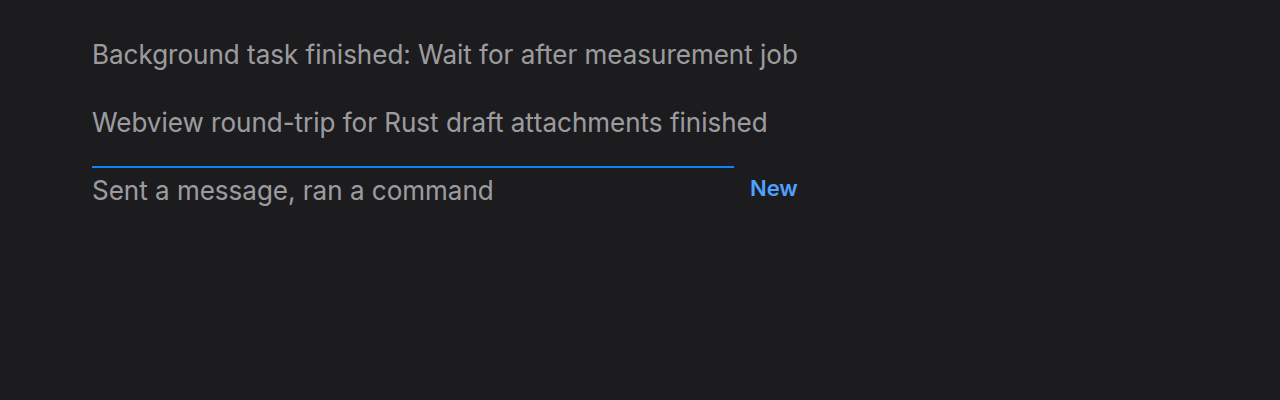 Background task finished: Wait for after measurement job
Webview round-trip for Rust draft attachments finished
Sent a message, ran a command
New